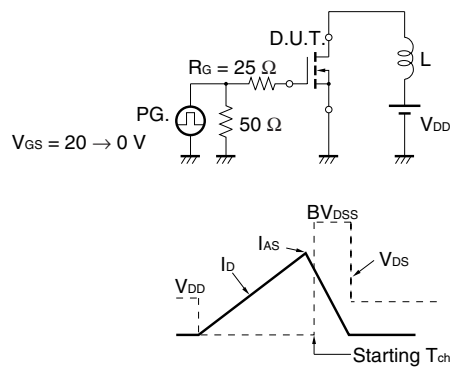 D.U.T.
RG = 25 Ω
L
PG.
50 Ω
VDD
VGS = 20 → 0 V
BVDSS
IAS
ID
VDS
VDD
Starting Tch